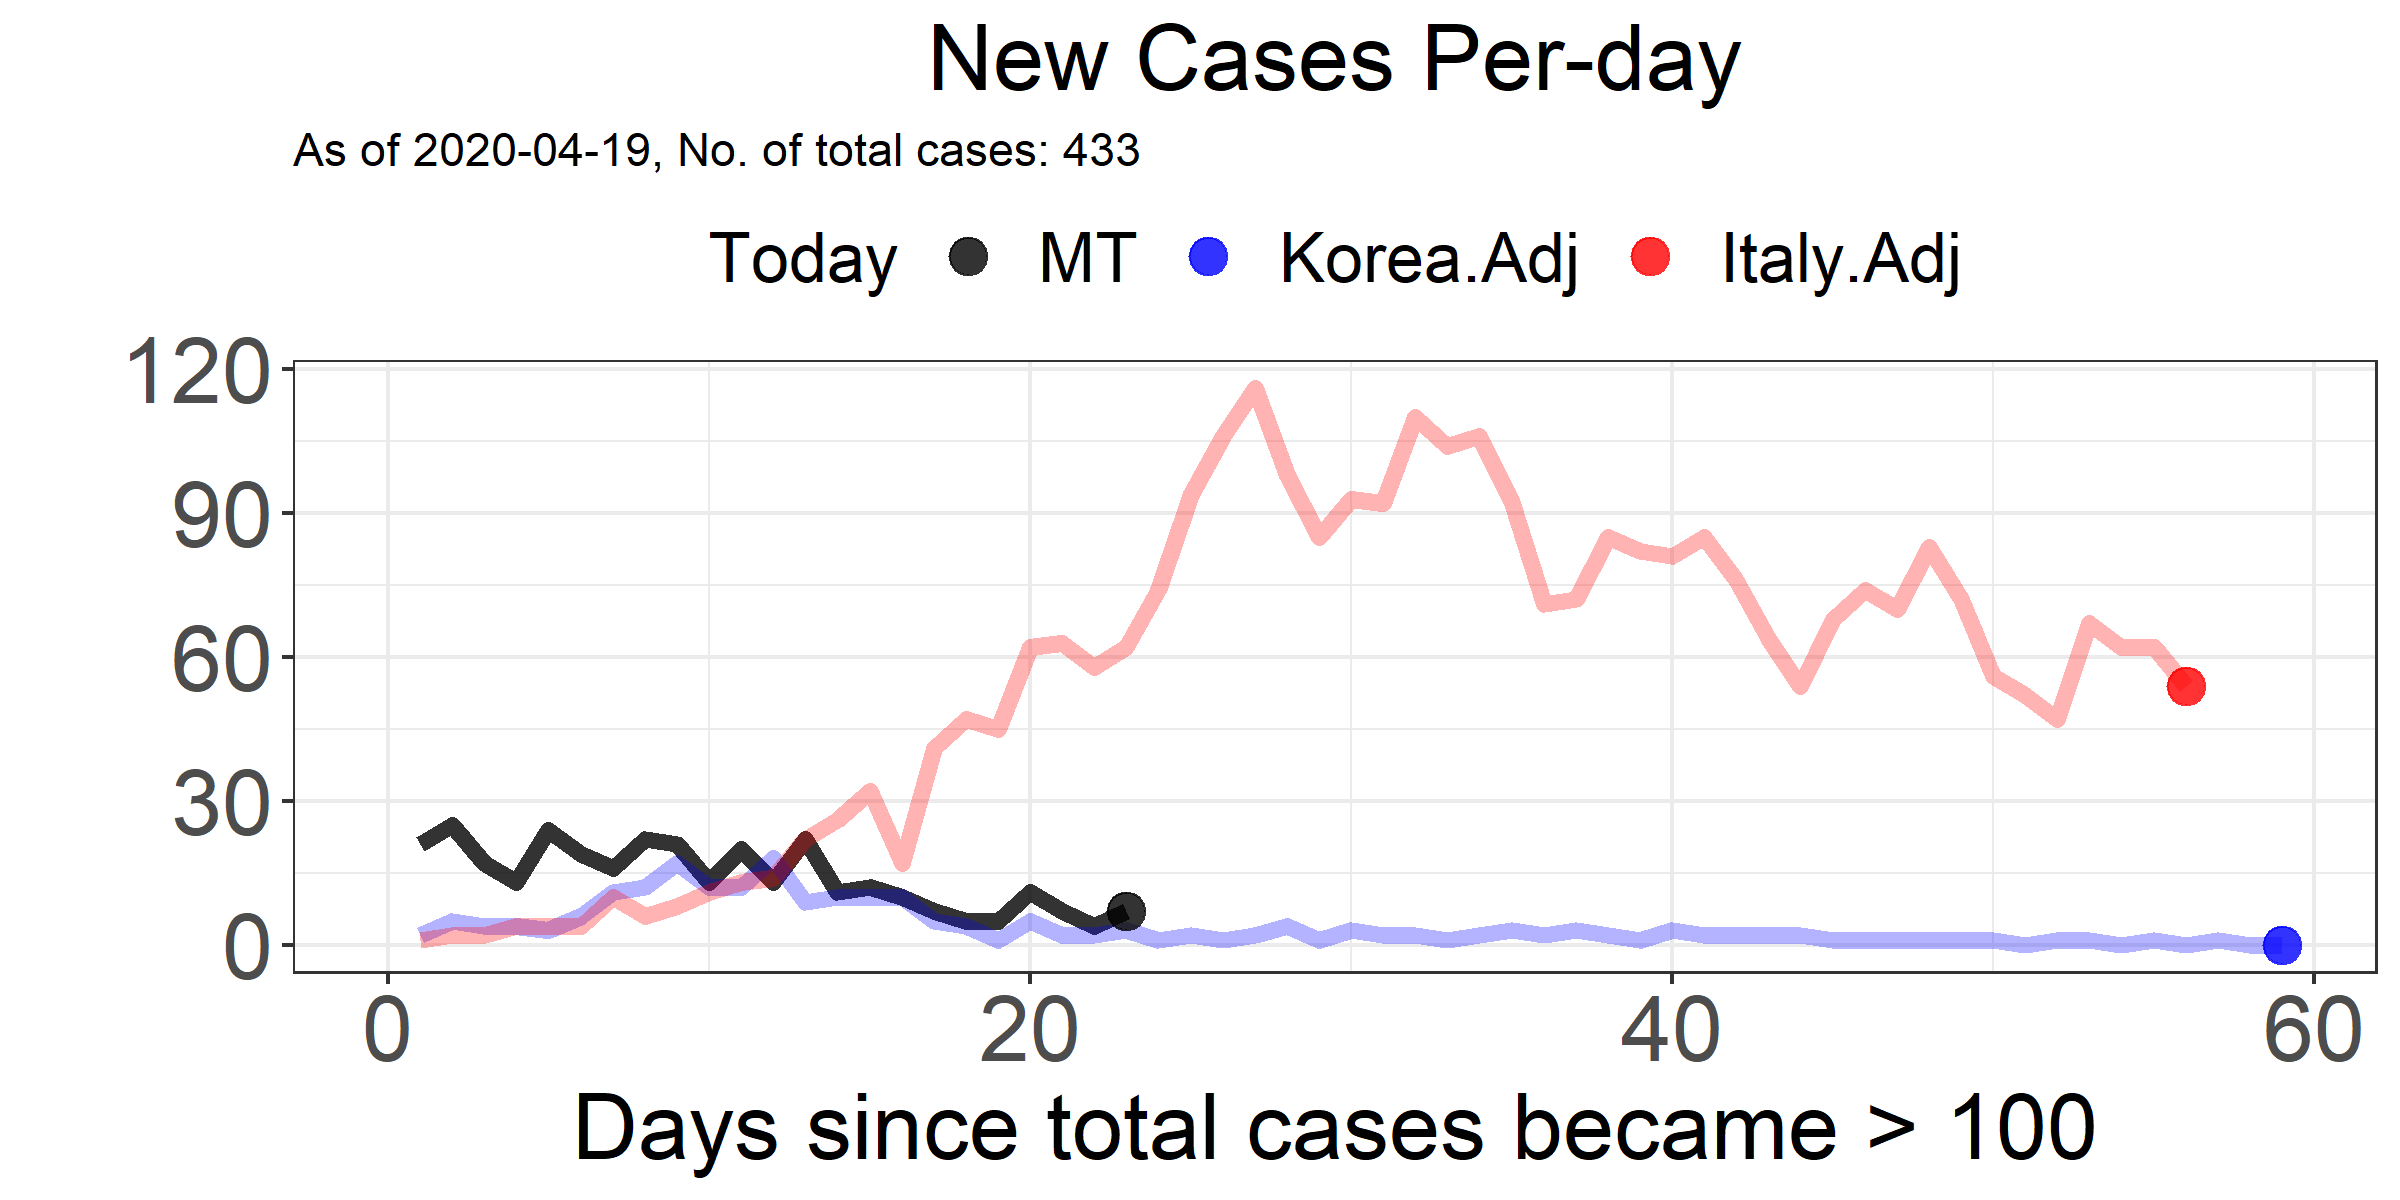 New Cases Per-day
As of 2020-04-19, No. of total cases: 433
Today MT Korea.Adj Italy.Adj
120
90
60
30
0
0 20 40 60
Days since total cases became > 100